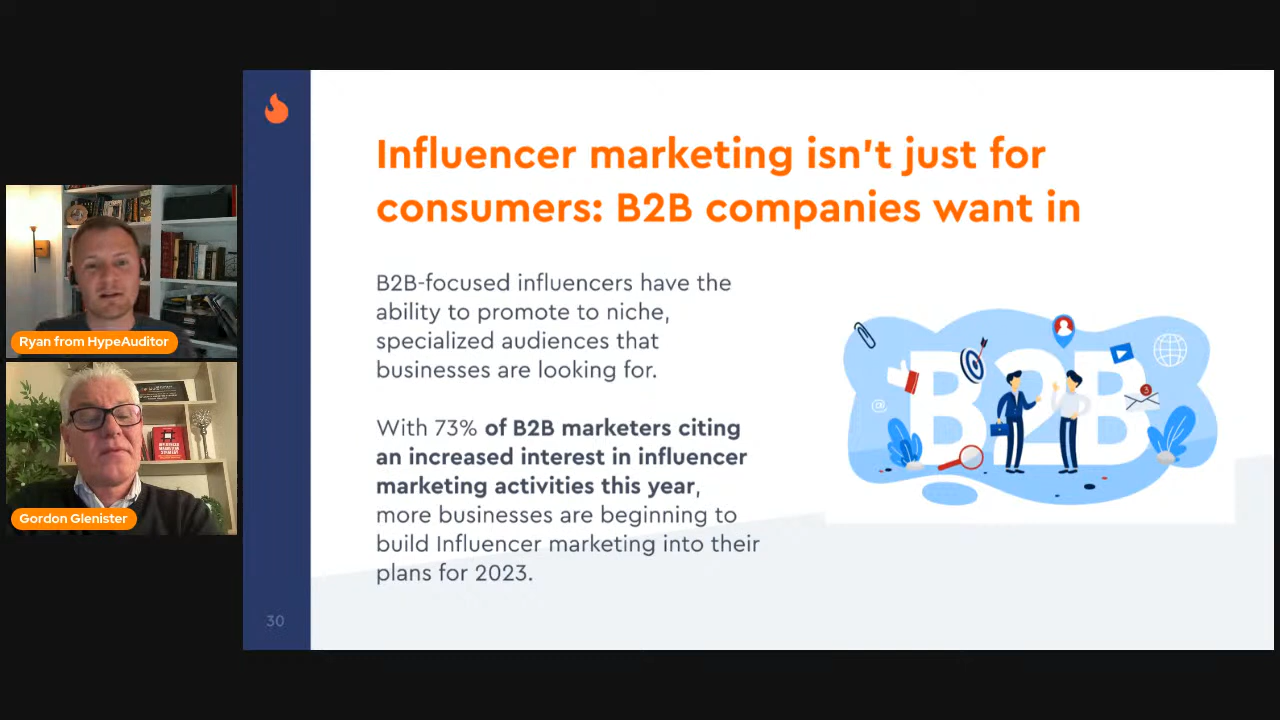 Influencer marketing isn't just for
consumers: B2B companies want in
B2B-focused influencers have the
ability to promote to niche,
specialized audiences that
businesses are looking for.
With 73% of B2B marketers citing
an increased interest in influencer
marketing activities this year,
more businesses are beginning to
build Influencer marketing into their
plans for 2023.
B2B
@
3
30
Ryan from HypeAuditor
Gordon Glenister